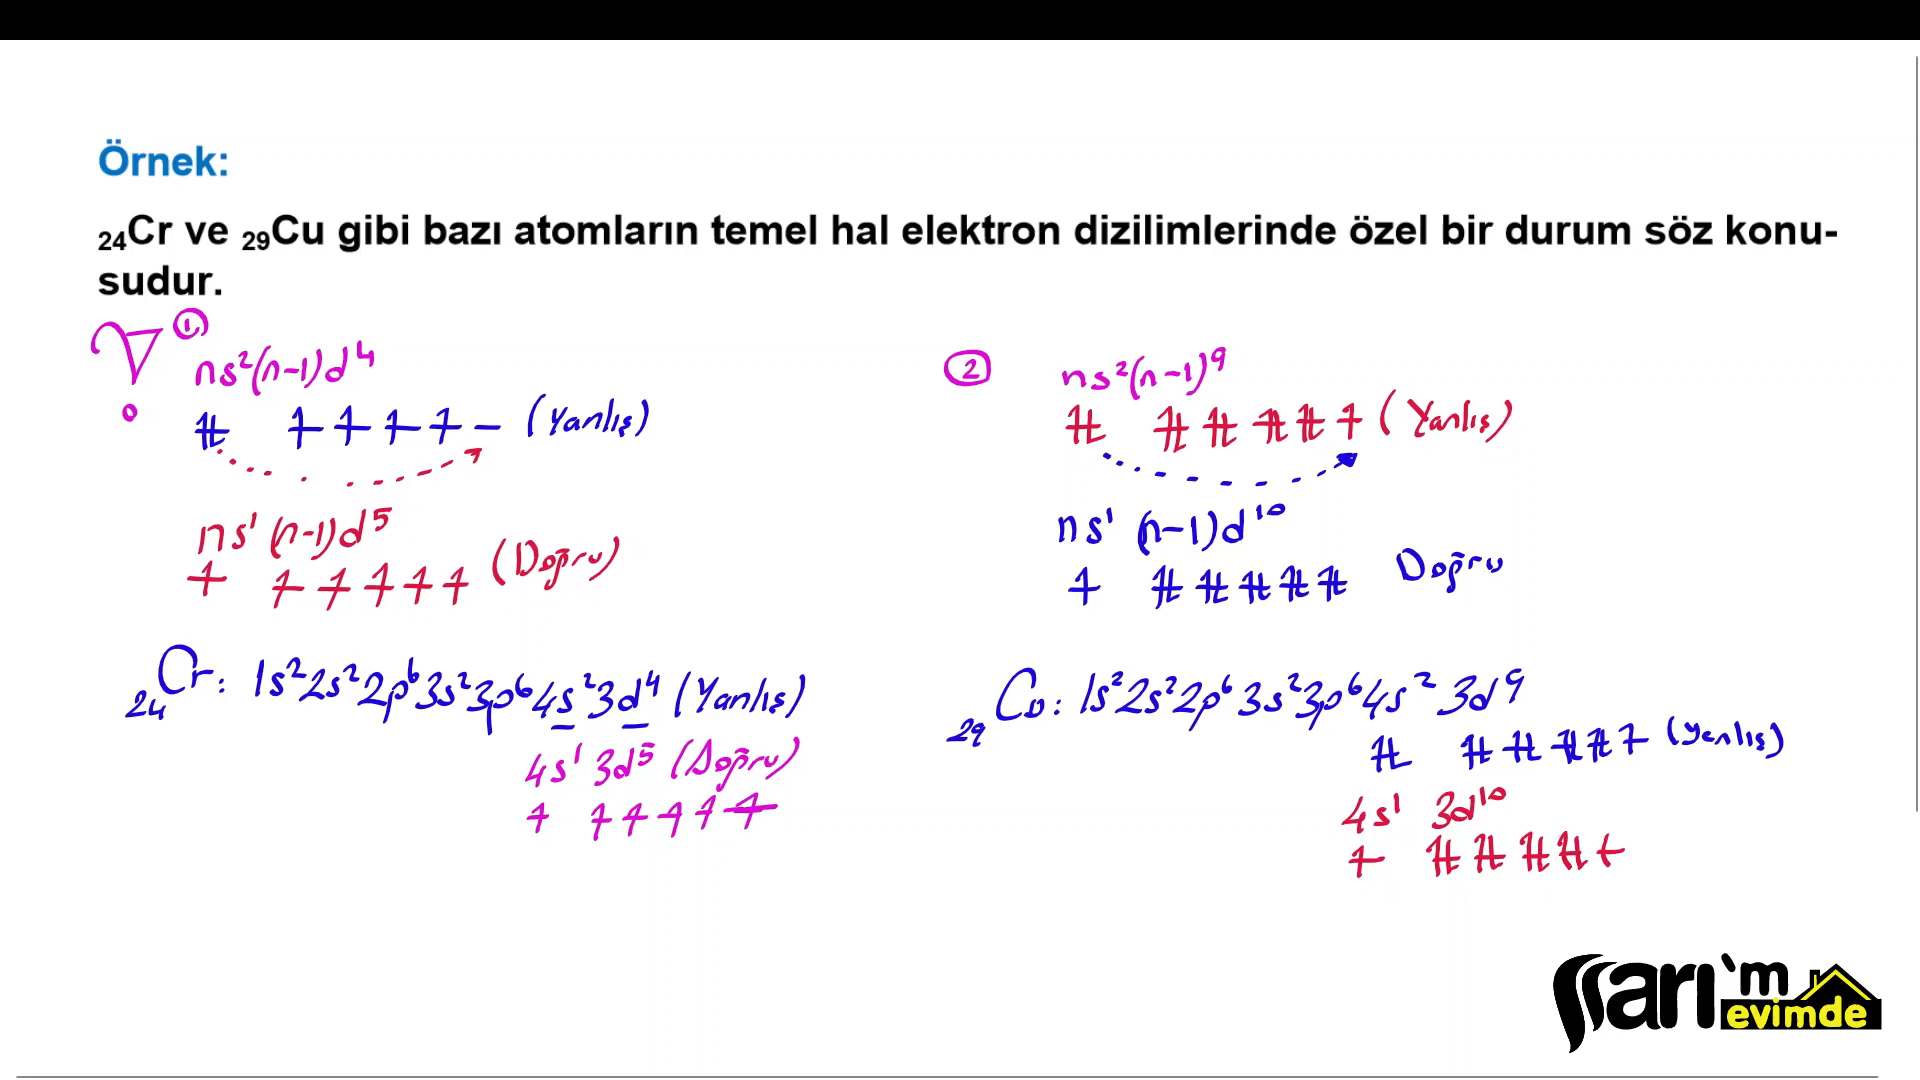 Örnek:
₂₄Cr ve ₂₉Cu gibi bazı atomların temel hal elektron dizilimlerinde özel bir durum söz konu-
sudur.
①
ns²(n-1)d⁴
(Yanlış)
ns¹ (n-1)d⁵
(Doğru)
₂₄Cr: 1s²2s²2p⁶3s²3p⁶4s²3d⁴ (Yanlış)
4s¹ 3d⁵ (Doğru)
②
ns²(n-1)⁹
(Yanlış)
ns¹ (n-1)d¹⁰
Doğru
₂₉Cu: 1s²2s²2p⁶3s²3p⁶4s² 3d⁹
(Yanlış)
4s¹ 3d¹⁰
sarı'm
evimde